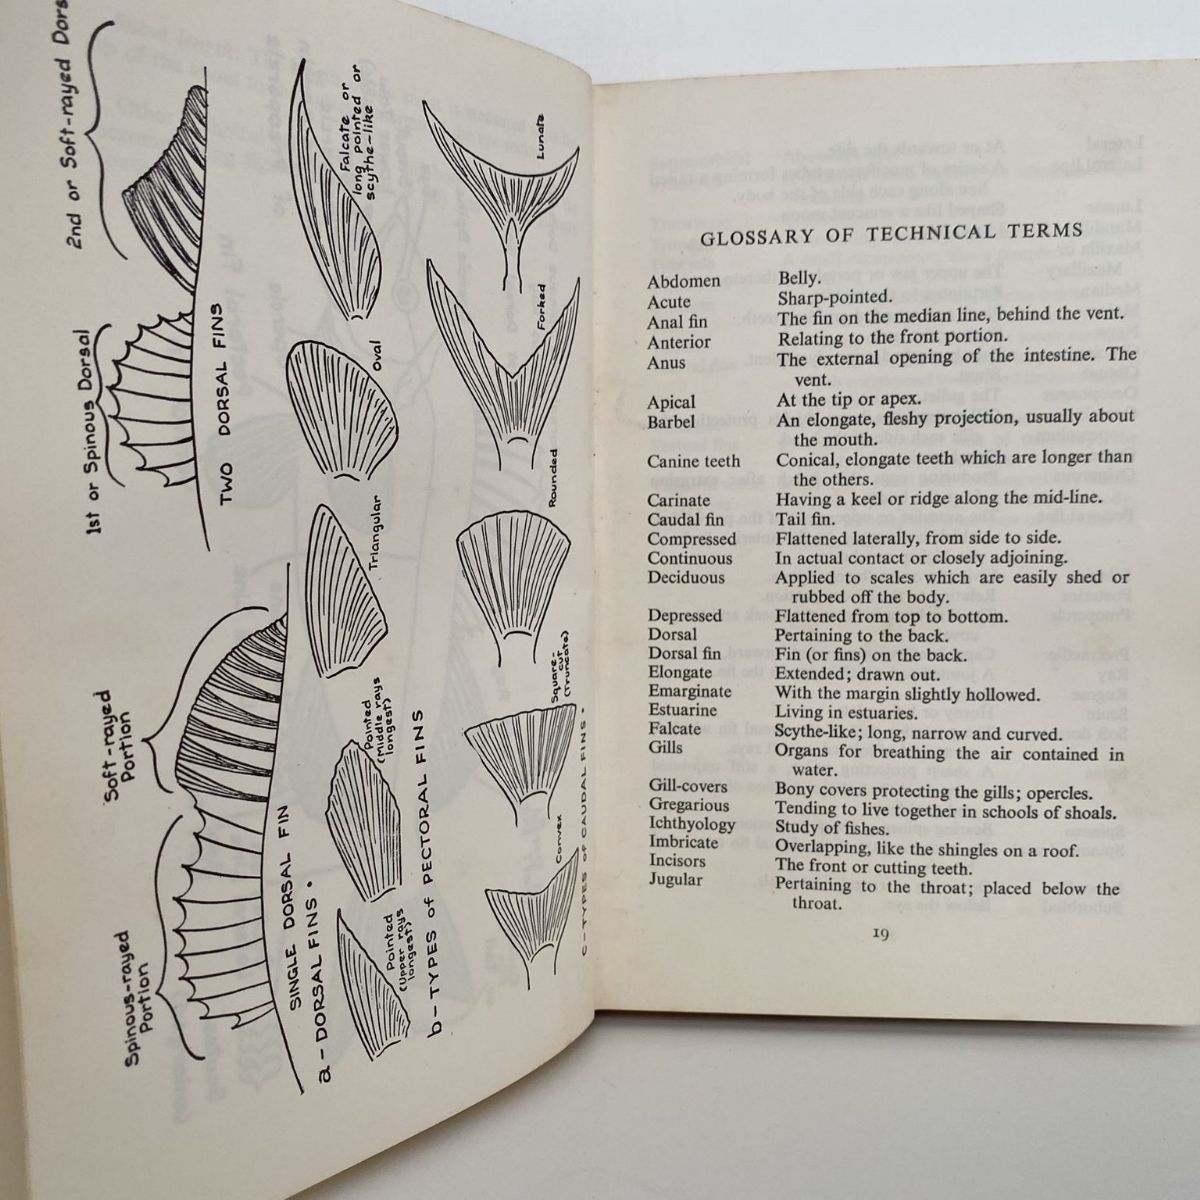 2nd or Soft-rayed
1st or Spinous Dorsal
TWO DORSAL FINS
Soft-rayed
Portion
Spinous-rayed
Portion
SINGLE DORSAL FIN
a - DORSAL FINS.
Falcate or
long, pointed or
scythe-like
Oval
Triangular
Pointed
(Middle rays
longest)
Pointed
(Upper rays
longest)
b - TYPES of PECTORAL FINS
Lunate
Forked
Rounded
Square-
cut
(Truncate)
Convex
C - TYPES OF CAUDAL FINS.
GLOSSARY OF TECHNICAL TERMS
Abdomen Belly.
Acute Sharp-pointed.
Anal fin The fin on the median line, behind the vent.
Anterior Relating to the front portion.
Anus The external opening of the intestine. The
vent.
Apical At the tip or apex.
Barbel An elongate, fleshy projection, usually about
the mouth.
Canine teeth Conical, elongate teeth which are longer than
the others.
Carinate Having a keel or ridge along the mid-line.
Caudal fin Tail fin.
Compressed Flattened laterally, from side to side.
Continuous In actual contact or closely adjoining.
Deciduous Applied to scales which are easily shed or
rubbed off the body.
Depressed Flattened from top to bottom.
Dorsal Pertaining to the back.
Dorsal fin Fin (or fins) on the back.
Elongate Extended; drawn out.
Emarginate With the margin slightly hollowed.
Estuarine Living in estuaries.
Falcate Scythe-like; long, narrow and curved.
Gills Organs for breathing the air contained in
water.
Gill-covers Bony covers protecting the gills; opercles.
Gregarious Tending to live together in schools of shoals.
Ichthyology Study of fishes.
Imbricate Overlapping, like the shingles on a roof.
Incisors The front or cutting teeth.
Jugular Pertaining to the throat; placed below the
throat.
19